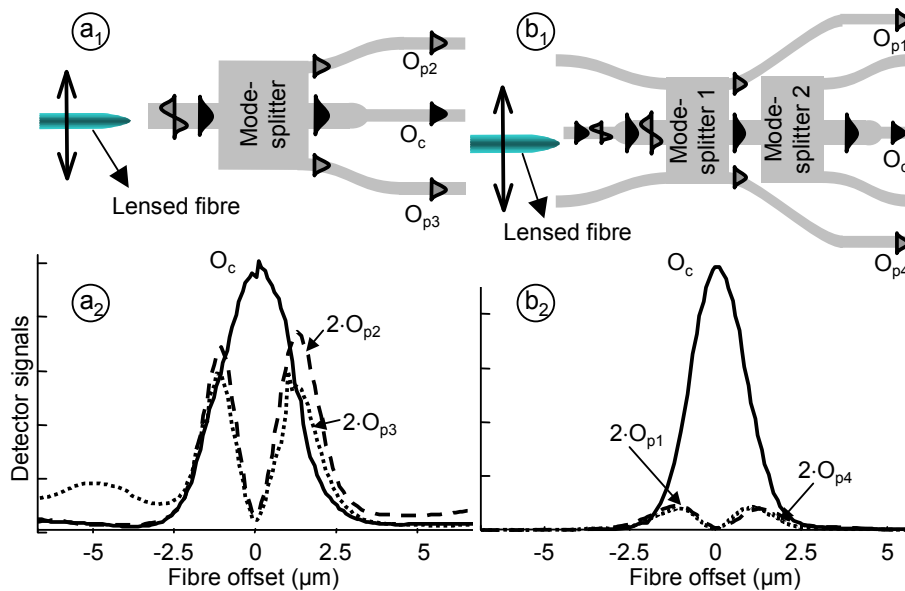 a1
Op2
Mode-
splitter
Oc
Lensed fibre
Op3
b1
Op1
Mode-
splitter 1
Mode-
splitter 2
Oc
Lensed fibre
Op4
a2
Oc
2·Op2
2·Op3
Detector signals
-5
-2.5
0
2.5
5
Fibre offset (µm)
b2
Oc
2·Op1
2·Op4
-5
-2.5
0
2.5
5
Fibre offset (µm)